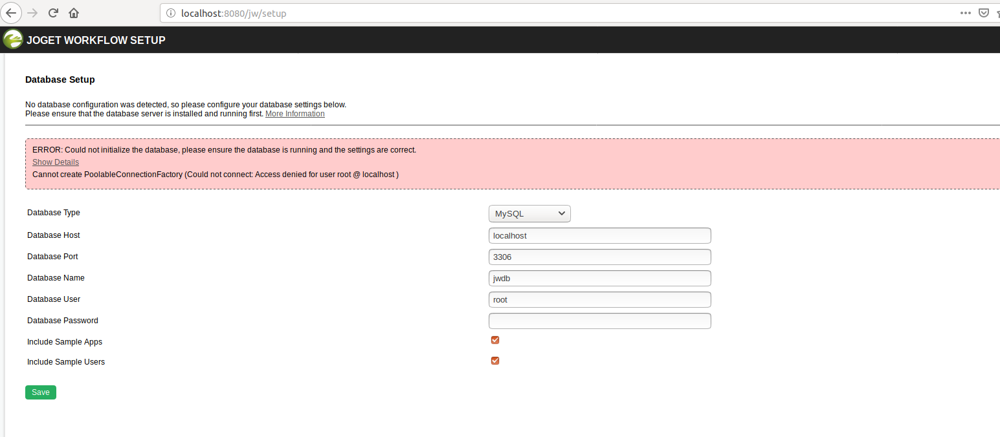 localhost:8080/jw/setup
JOGET WORKFLOW SETUP
Database Setup
No database configuration was detected, so please configure your database settings below.
Please ensure that the database server is installed and running first. More Information
ERROR: Could not initialize the database, please ensure the database is running and the settings are correct.
Show Details
Cannot create PoolableConnectionFactory (Could not connect: Access denied for user root @ localhost )
Database Type MySQL
Database Host localhost
Database Port 3306
Database Name jwdb
Database User root
Database Password
Include Sample Apps
Include Sample Users
Save